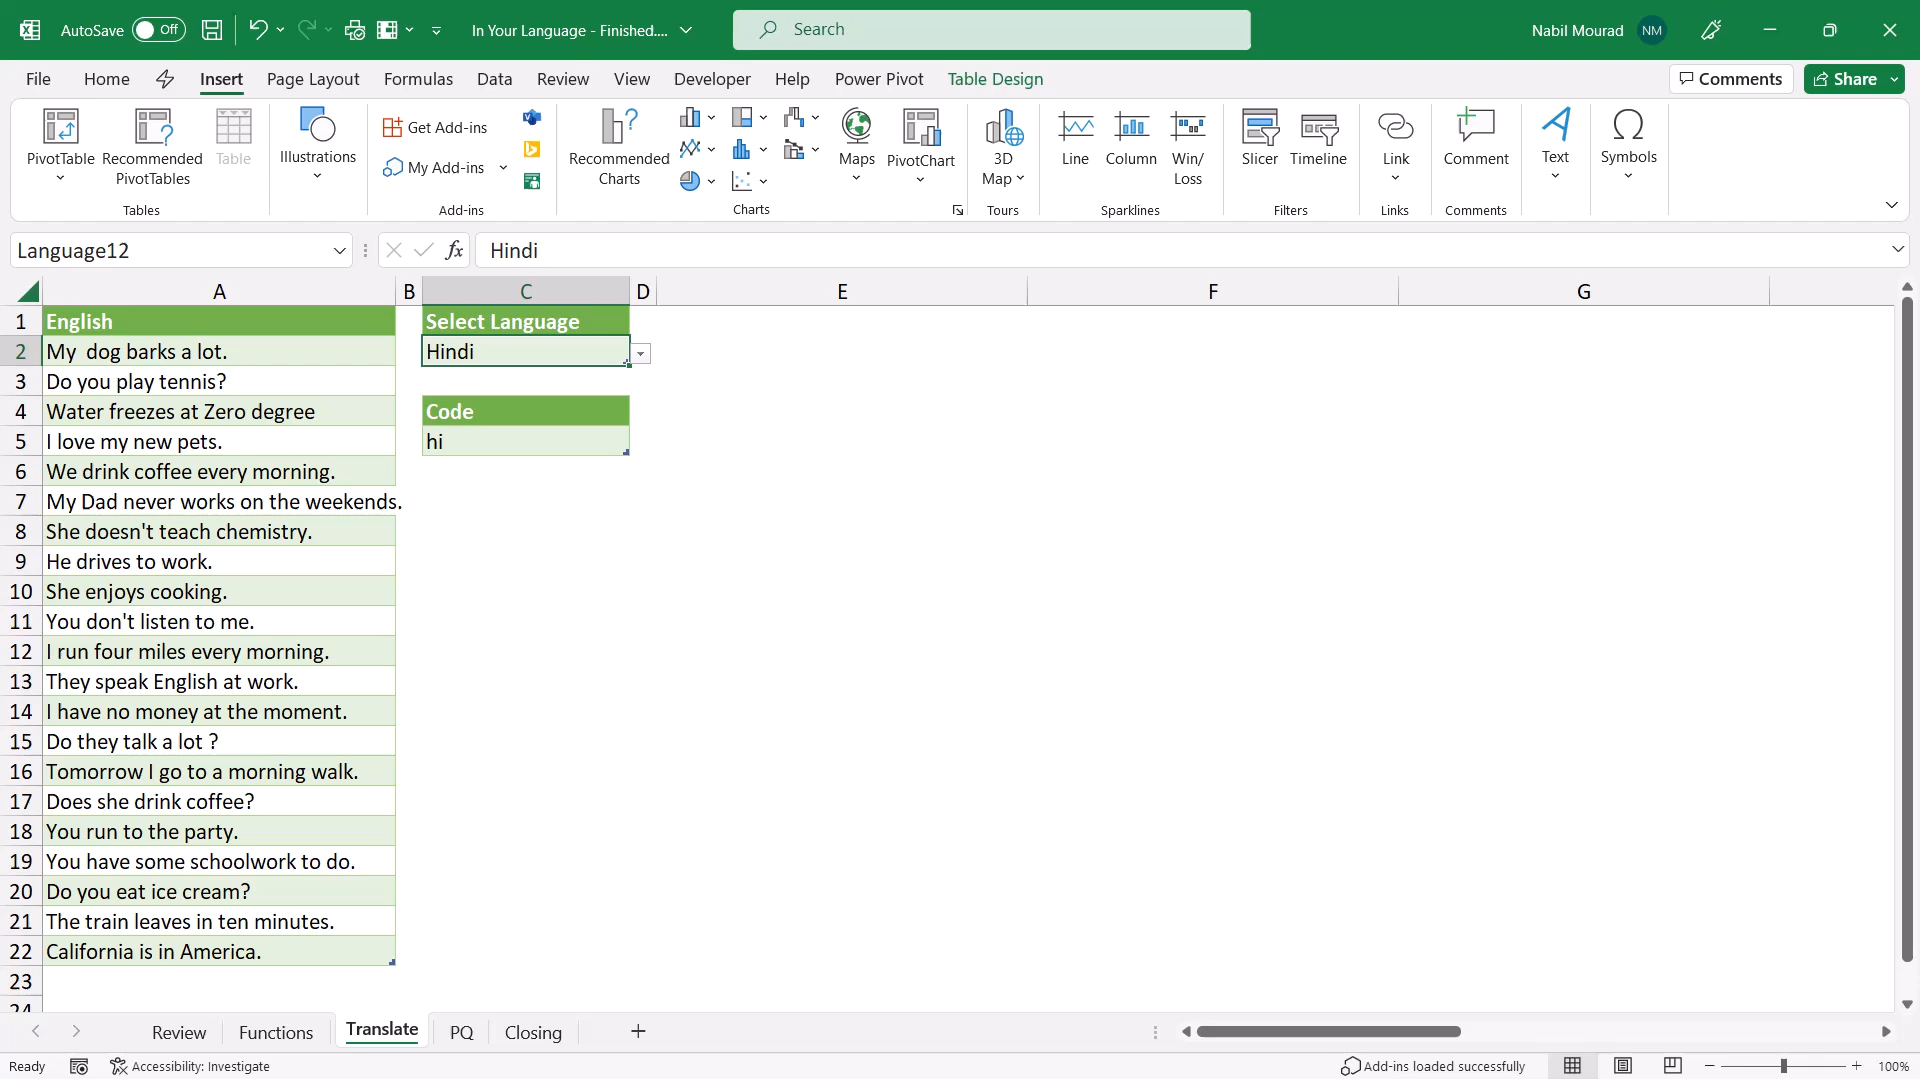 AutoSave Off In Your Language - Finished.... Search Nabil Mourad NM
File Home Insert Page Layout Formulas Data Review View Developer Help Power Pivot Table Design Comments Share
PivotTable Recommended PivotTables Table
Tables
Illustrations
Get Add-ins
My Add-ins
Add-ins
Recommended Charts
Maps PivotChart
Charts
3D Map
Tours
Line Column Win/Loss
Sparklines
Slicer Timeline
Filters
Link
Links
Comment
Comments
Text
Symbols
Language12 fx Hindi
A B C D E F G
1 English Select Language
2 My  dog barks a lot. Hindi
3 Do you play tennis?
4 Water freezes at Zero degree Code
5 I love my new pets. hi
6 We drink coffee every morning.
7 My Dad never works on the weekends.
8 She doesn't teach chemistry.
9 He drives to work.
10 She enjoys cooking.
11 You don't listen to me.
12 I run four miles every morning.
13 They speak English at work.
14 I have no money at the moment.
15 Do they talk a lot ?
16 Tomorrow I go to a morning walk.
17 Does she drink coffee?
18 You run to the party.
19 You have some schoolwork to do.
20 Do you eat ice cream?
21 The train leaves in ten minutes.
22 California is in America.
23
24
Review Functions Translate PQ Closing
Ready Accessibility: Investigate Add-ins loaded successfully 100%